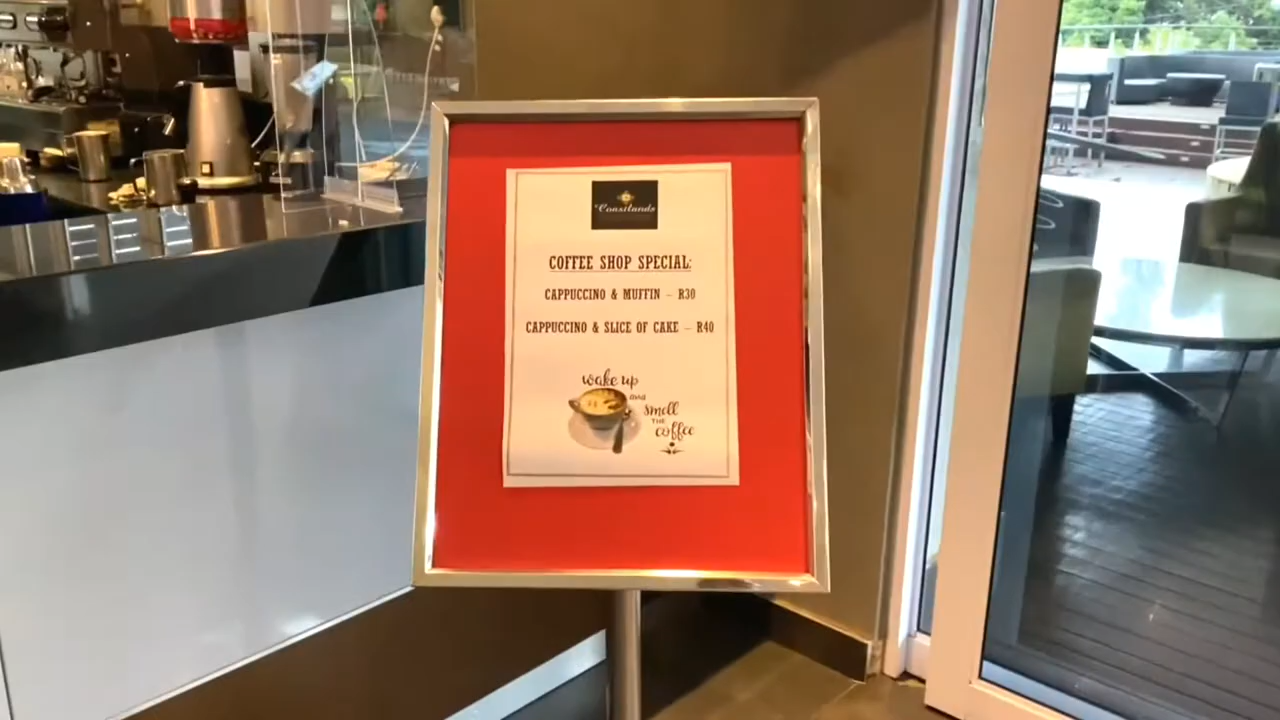 Coastlands
COFFEE SHOP SPECIAL:
CAPPUCCINO & MUFFIN – R30
CAPPUCCINO & SLICE OF CAKE – R40
wake up
and
smell
THE
coffee